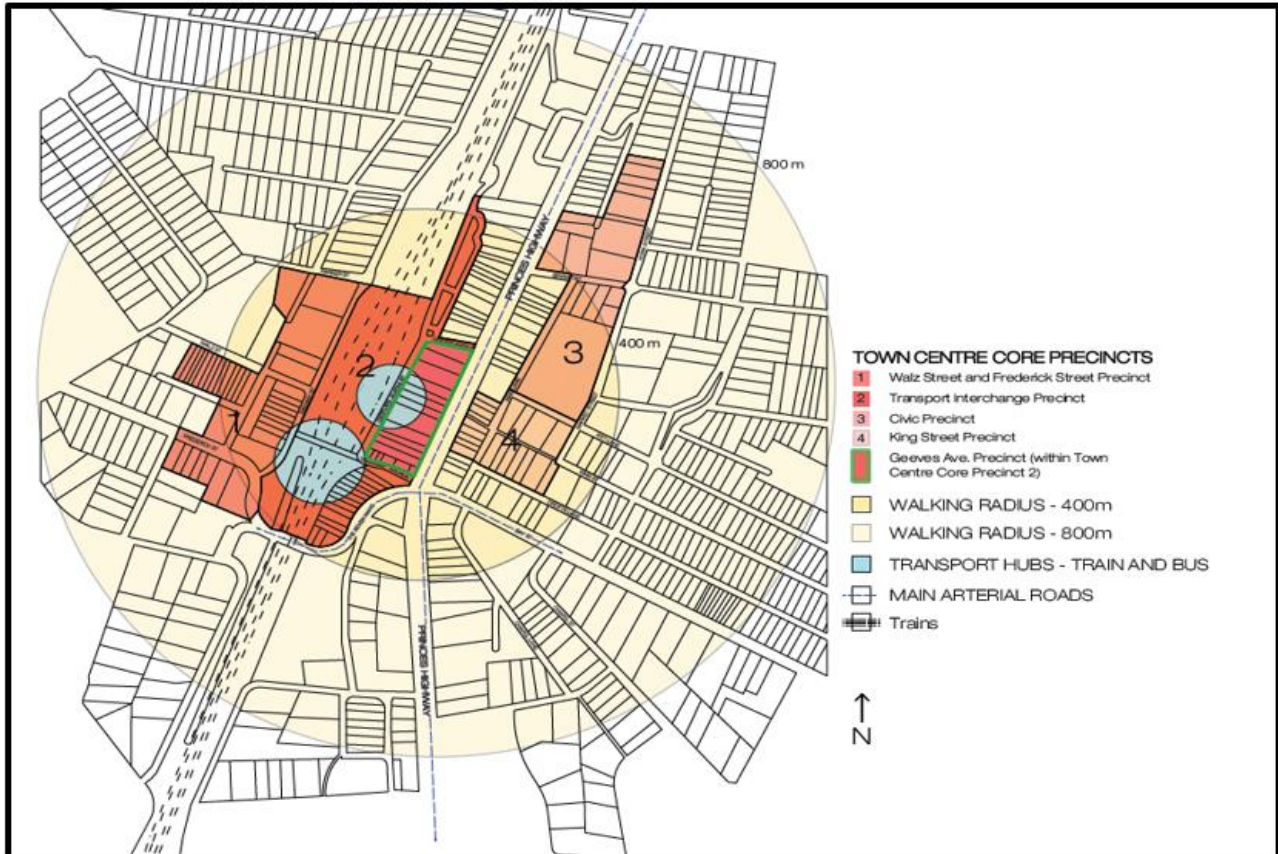 800 m
PRINCES HIGHWAY
400 m
2
3
1
4
PRINCES HIGHWAY
TOWN CENTRE CORE PRECINCTS
1 Walz Street and Frederick Street Precinct
2 Transport Interchange Precinct
3 Civic Precinct
4 King Street Precinct
Geeves Ave. Precinct (within Town
Centre Core Precinct 2)
WALKING RADIUS - 400m
WALKING RADIUS - 800m
TRANSPORT HUBS - TRAIN AND BUS
MAIN ARTERIAL ROADS
Trains
N